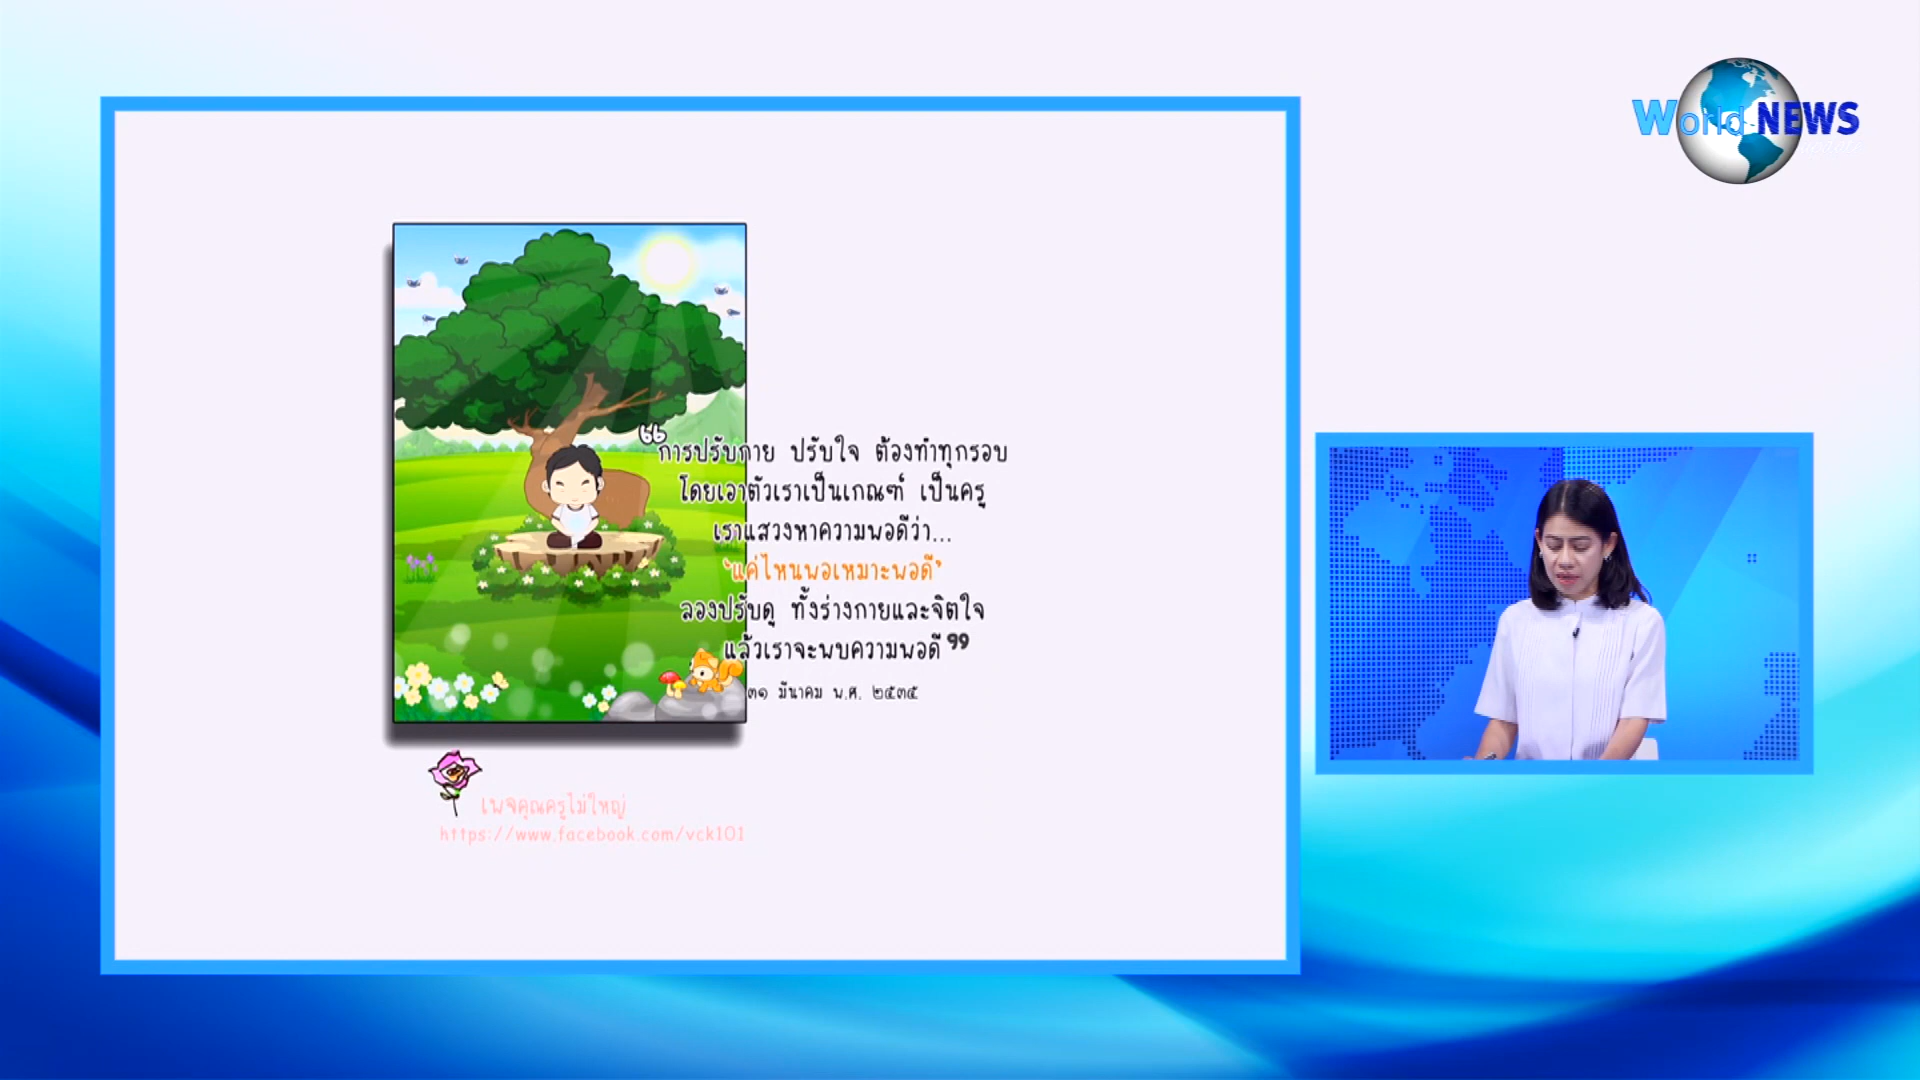 World NEWS
“การปรับกาย ปรับใจ ต้องทำทุกรอบ
โดยเอาตัวเราเป็นเกณฑ์ เป็นครู
เราแสวงหาความพอดีว่า...
‘แค่ไหนพอเหมาะพอดี’
ลองปรับดู ทั้งร่างกายและจิตใจ
แล้วเราจะพบความพอดี”
๓๑ มีนาคม พ.ศ. ๒๕๓๕
เพจคุณครูไม่ใหญ่
https://www.facebook.com/vck101